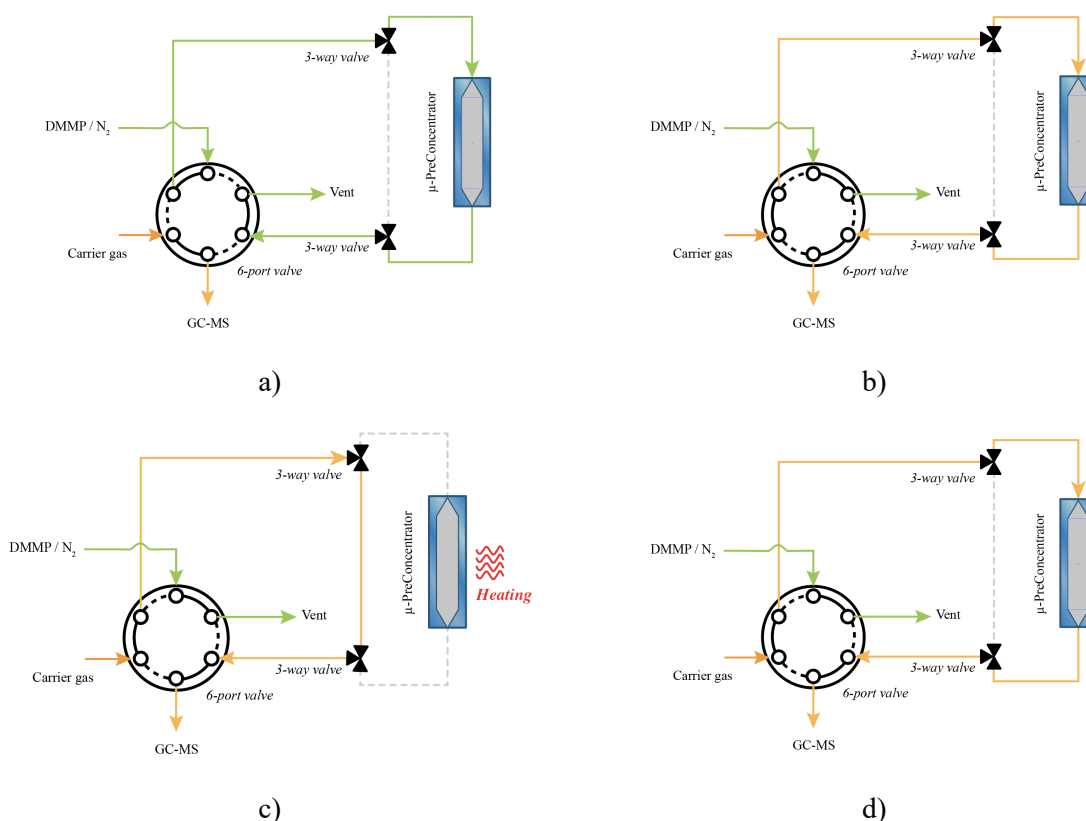 3-way valve
μ-PreConcentrator
DMMP / N₂
Vent
Carrier gas
3-way valve
6-port valve
GC-MS
a)
3-way valve
μ-PreConcentrator
DMMP / N₂
Vent
Carrier gas
3-way valve
6-port valve
GC-MS
b)
3-way valve
μ-PreConcentrator
DMMP / N₂
Heating
Vent
Carrier gas
3-way valve
6-port valve
GC-MS
c)
3-way valve
μ-PreConcentrator
DMMP / N₂
Vent
Carrier gas
3-way valve
6-port valve
GC-MS
d)